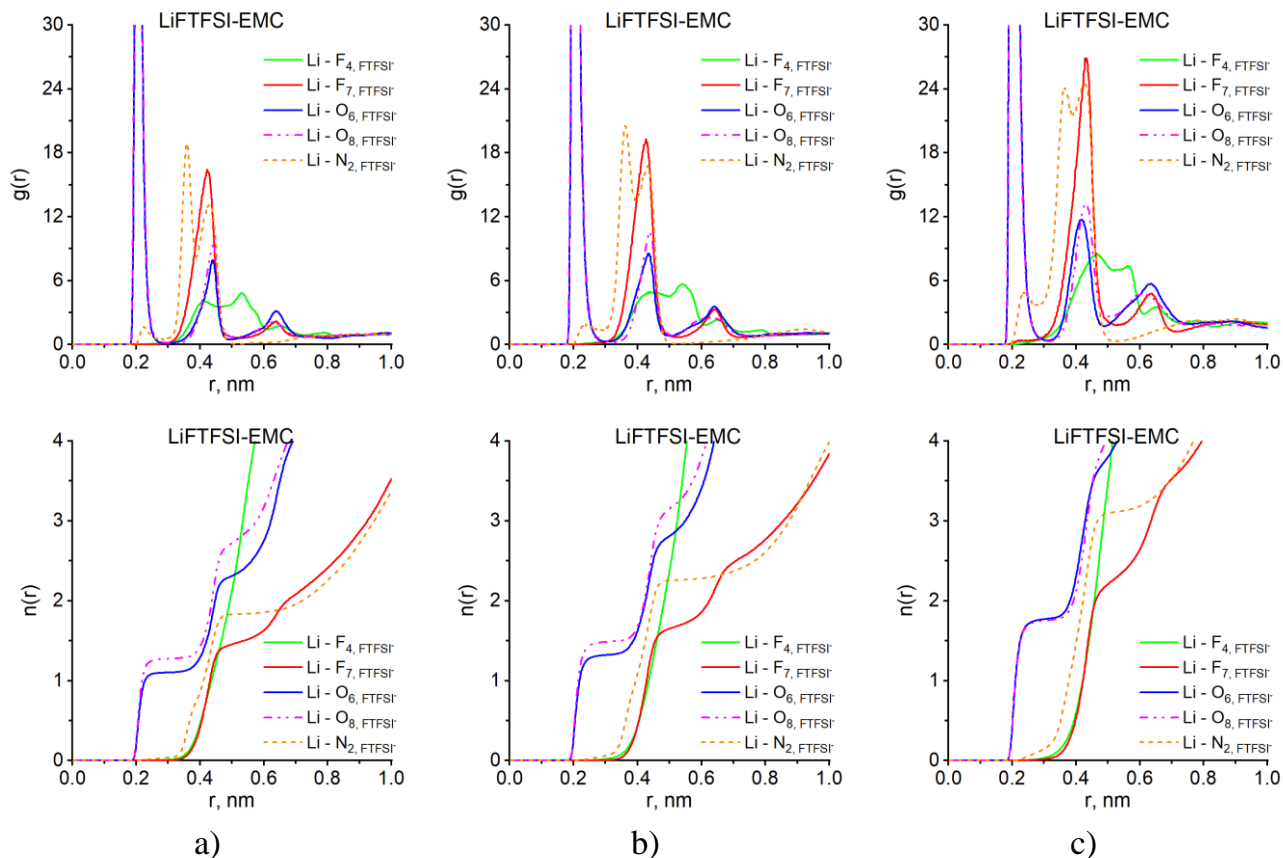 LiFTFSI-EMC
30
24
18
12
6
0
g(r)
Li - F4, FTFSI-
Li - F7, FTFSI-
Li - O6, FTFSI-
Li - O8, FTFSI-
Li - N2, FTFSI-
0.0 0.2 0.4 0.6 0.8 1.0
r, nm
LiFTFSI-EMC
30
24
18
12
6
0
g(r)
Li - F4, FTFSI-
Li - F7, FTFSI-
Li - O6, FTFSI-
Li - O8, FTFSI-
Li - N2, FTFSI-
0.0 0.2 0.4 0.6 0.8 1.0
r, nm
LiFTFSI-EMC
30
24
18
12
6
0
g(r)
Li - F4, FTFSI-
Li - F7, FTFSI-
Li - O6, FTFSI-
Li - O8, FTFSI-
Li - N2, FTFSI-
0.0 0.2 0.4 0.6 0.8 1.0
r, nm
LiFTFSI-EMC
4
3
2
1
0
n(r)
Li - F4, FTFSI-
Li - F7, FTFSI-
Li - O6, FTFSI-
Li - O8, FTFSI-
Li - N2, FTFSI-
0.0 0.2 0.4 0.6 0.8 1.0
r, nm
a)
LiFTFSI-EMC
4
3
2
1
0
n(r)
Li - F4, FTFSI-
Li - F7, FTFSI-
Li - O6, FTFSI-
Li - O8, FTFSI-
Li - N2, FTFSI-
0.0 0.2 0.4 0.6 0.8 1.0
r, nm
b)
LiFTFSI-EMC
4
3
2
1
0
n(r)
Li - F4, FTFSI-
Li - F7, FTFSI-
Li - O6, FTFSI-
Li - O8, FTFSI-
Li - N2, FTFSI-
0.0 0.2 0.4 0.6 0.8 1.0
r, nm
c)